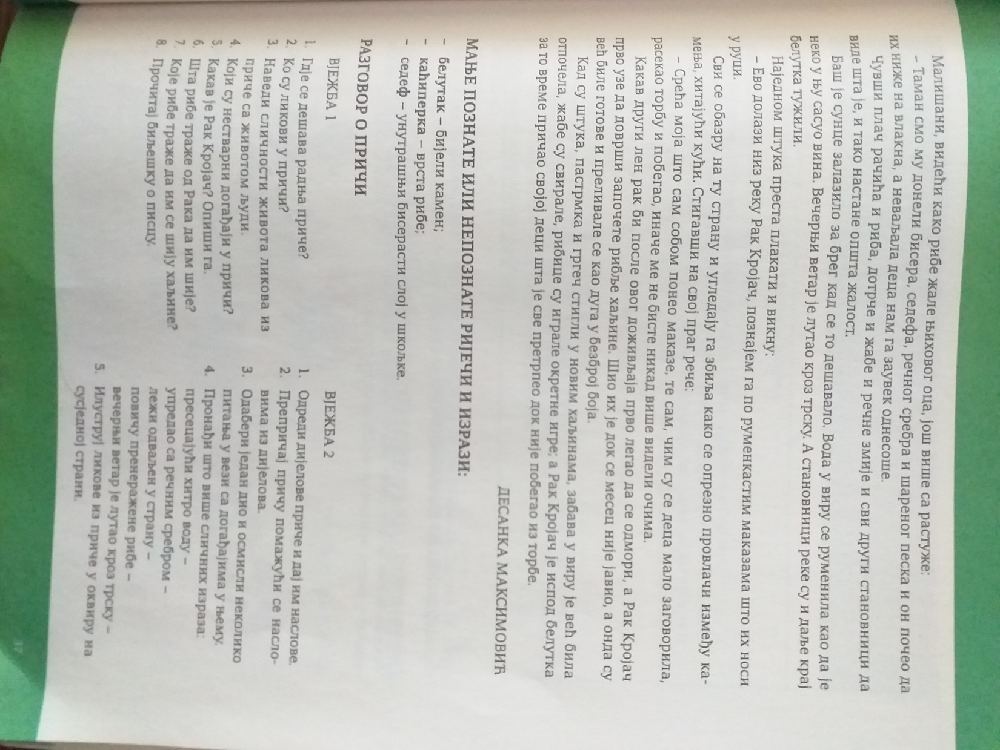 Малишани, видећи како рибе жале њиховог оца, још више са растуже:
– Таман смо му донели бисера, седефа, речног сребра и шареног песка и он почео да
их ниже на влакна, а неваљала деца нам га заувек однесоше.
Чувши плач рачића и риба, дотрче и жабе и речне змије и сви други становници да
виде шта је, и тако настане општа жалост.
Баш је сунце залазило за брег кад се то дешавало. Вода у виру се руменила као да је
неко у њу сасуо вина. Вечерњи ветар је лутао кроз трску. А становници реке су и даље крај
белутка тужили.
Наједном штука преста плакати и викну:
– Ево долази низ реку Рак Кројач, познајем га по руменкастим маказама што их носи
у руци.
Сви се обазру на ту страну и угледају га збиља како се опрезно провлачи између ка-
мења, хитајући кући. Стигавши на свој праг рече:
– Срећа моја што сам собом понео маказе, те сам, чим су се деца мало заговорила,
расекао торбу и побегао, иначе ме не бисте никад више видели очима.
Какав други лен рак би после овог доживљаја прво легао да се одмори, а Рак Кројач
прво узе да доврши започете рибље хаљине. Шио их је док се месец није јавио, а онда су
већ биле готове и преливале се као дуга у безброј боја.
Кад су штука, пастрмка и гргеч стигли у новим хаљинама, забава у виру је већ била
отпочела, жабе су свирале, рибице су играле окретне игре; а Рак Кројач је испод белутка
за то време причао својој деци шта је све претрпео док није побегао из торбе.
ДЕСАНКА МАКСИМОВИЋ
МАЊЕ ПОЗНАТЕ ИЛИ НЕПОЗНАТЕ РИЈЕЧИ И ИЗРАЗИ:
– белутак – бијели камен;
– каћиперка – врста рибе;
– седеф – унутрашњи бисерасти слој у шкољке.
РАЗГОВОР О ПРИЧИ
ВЈЕЖБА 1
1. Гдје се дешава радња приче?
2. Ко су ликови у причи?
3. Наведи сличности живота ликова из
приче са животом људи.
4. Који су нестварни догађаји у причи?
5. Какав је Рак Кројач? Опиши га.
6. Шта рибе траже од Рака да им шије?
7. Које рибе траже да им се шију хаљине?
8. Прочитај биљешку о писцу.
ВЈЕЖБА 2
1. Одреди дијелове приче и дај им наслове.
2. Препричај причу помажући се насло-
вима из дијелова.
3. Одабери један дио и осмисли неколико
питања у вези са догађајима у њему.
4. Пронађи што више сличних израза:
пресецајући хитро воду –
упредао са речним сребром –
лежи одваљен у страну –
повичу пренеражене рибе –
вечерњи ветар је лутао кроз трску –
5. Илуструј ликове из приче у оквиру на
сусједној страни.
17